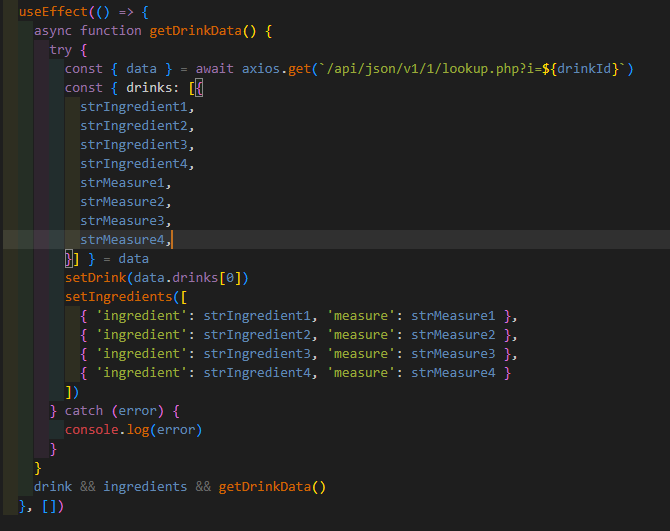 useEffect(() => {
async function getDrinkData() {
try {
const { data } = await axios.get(`/api/json/v1/1/lookup.php?i=${drinkId}`)
const { drinks: [{
strIngredient1,
strIngredient2,
strIngredient3,
strIngredient4,
strMeasure1,
strMeasure2,
strMeasure3,
strMeasure4,
}] } = data
setDrink(data.drinks[0])
setIngredients([
{ 'ingredient': strIngredient1, 'measure': strMeasure1 },
{ 'ingredient': strIngredient2, 'measure': strMeasure2 },
{ 'ingredient': strIngredient3, 'measure': strMeasure3 },
{ 'ingredient': strIngredient4, 'measure': strMeasure4 }
])
} catch (error) {
console.log(error)
}
}
drink && ingredients && getDrinkData()
}, [])